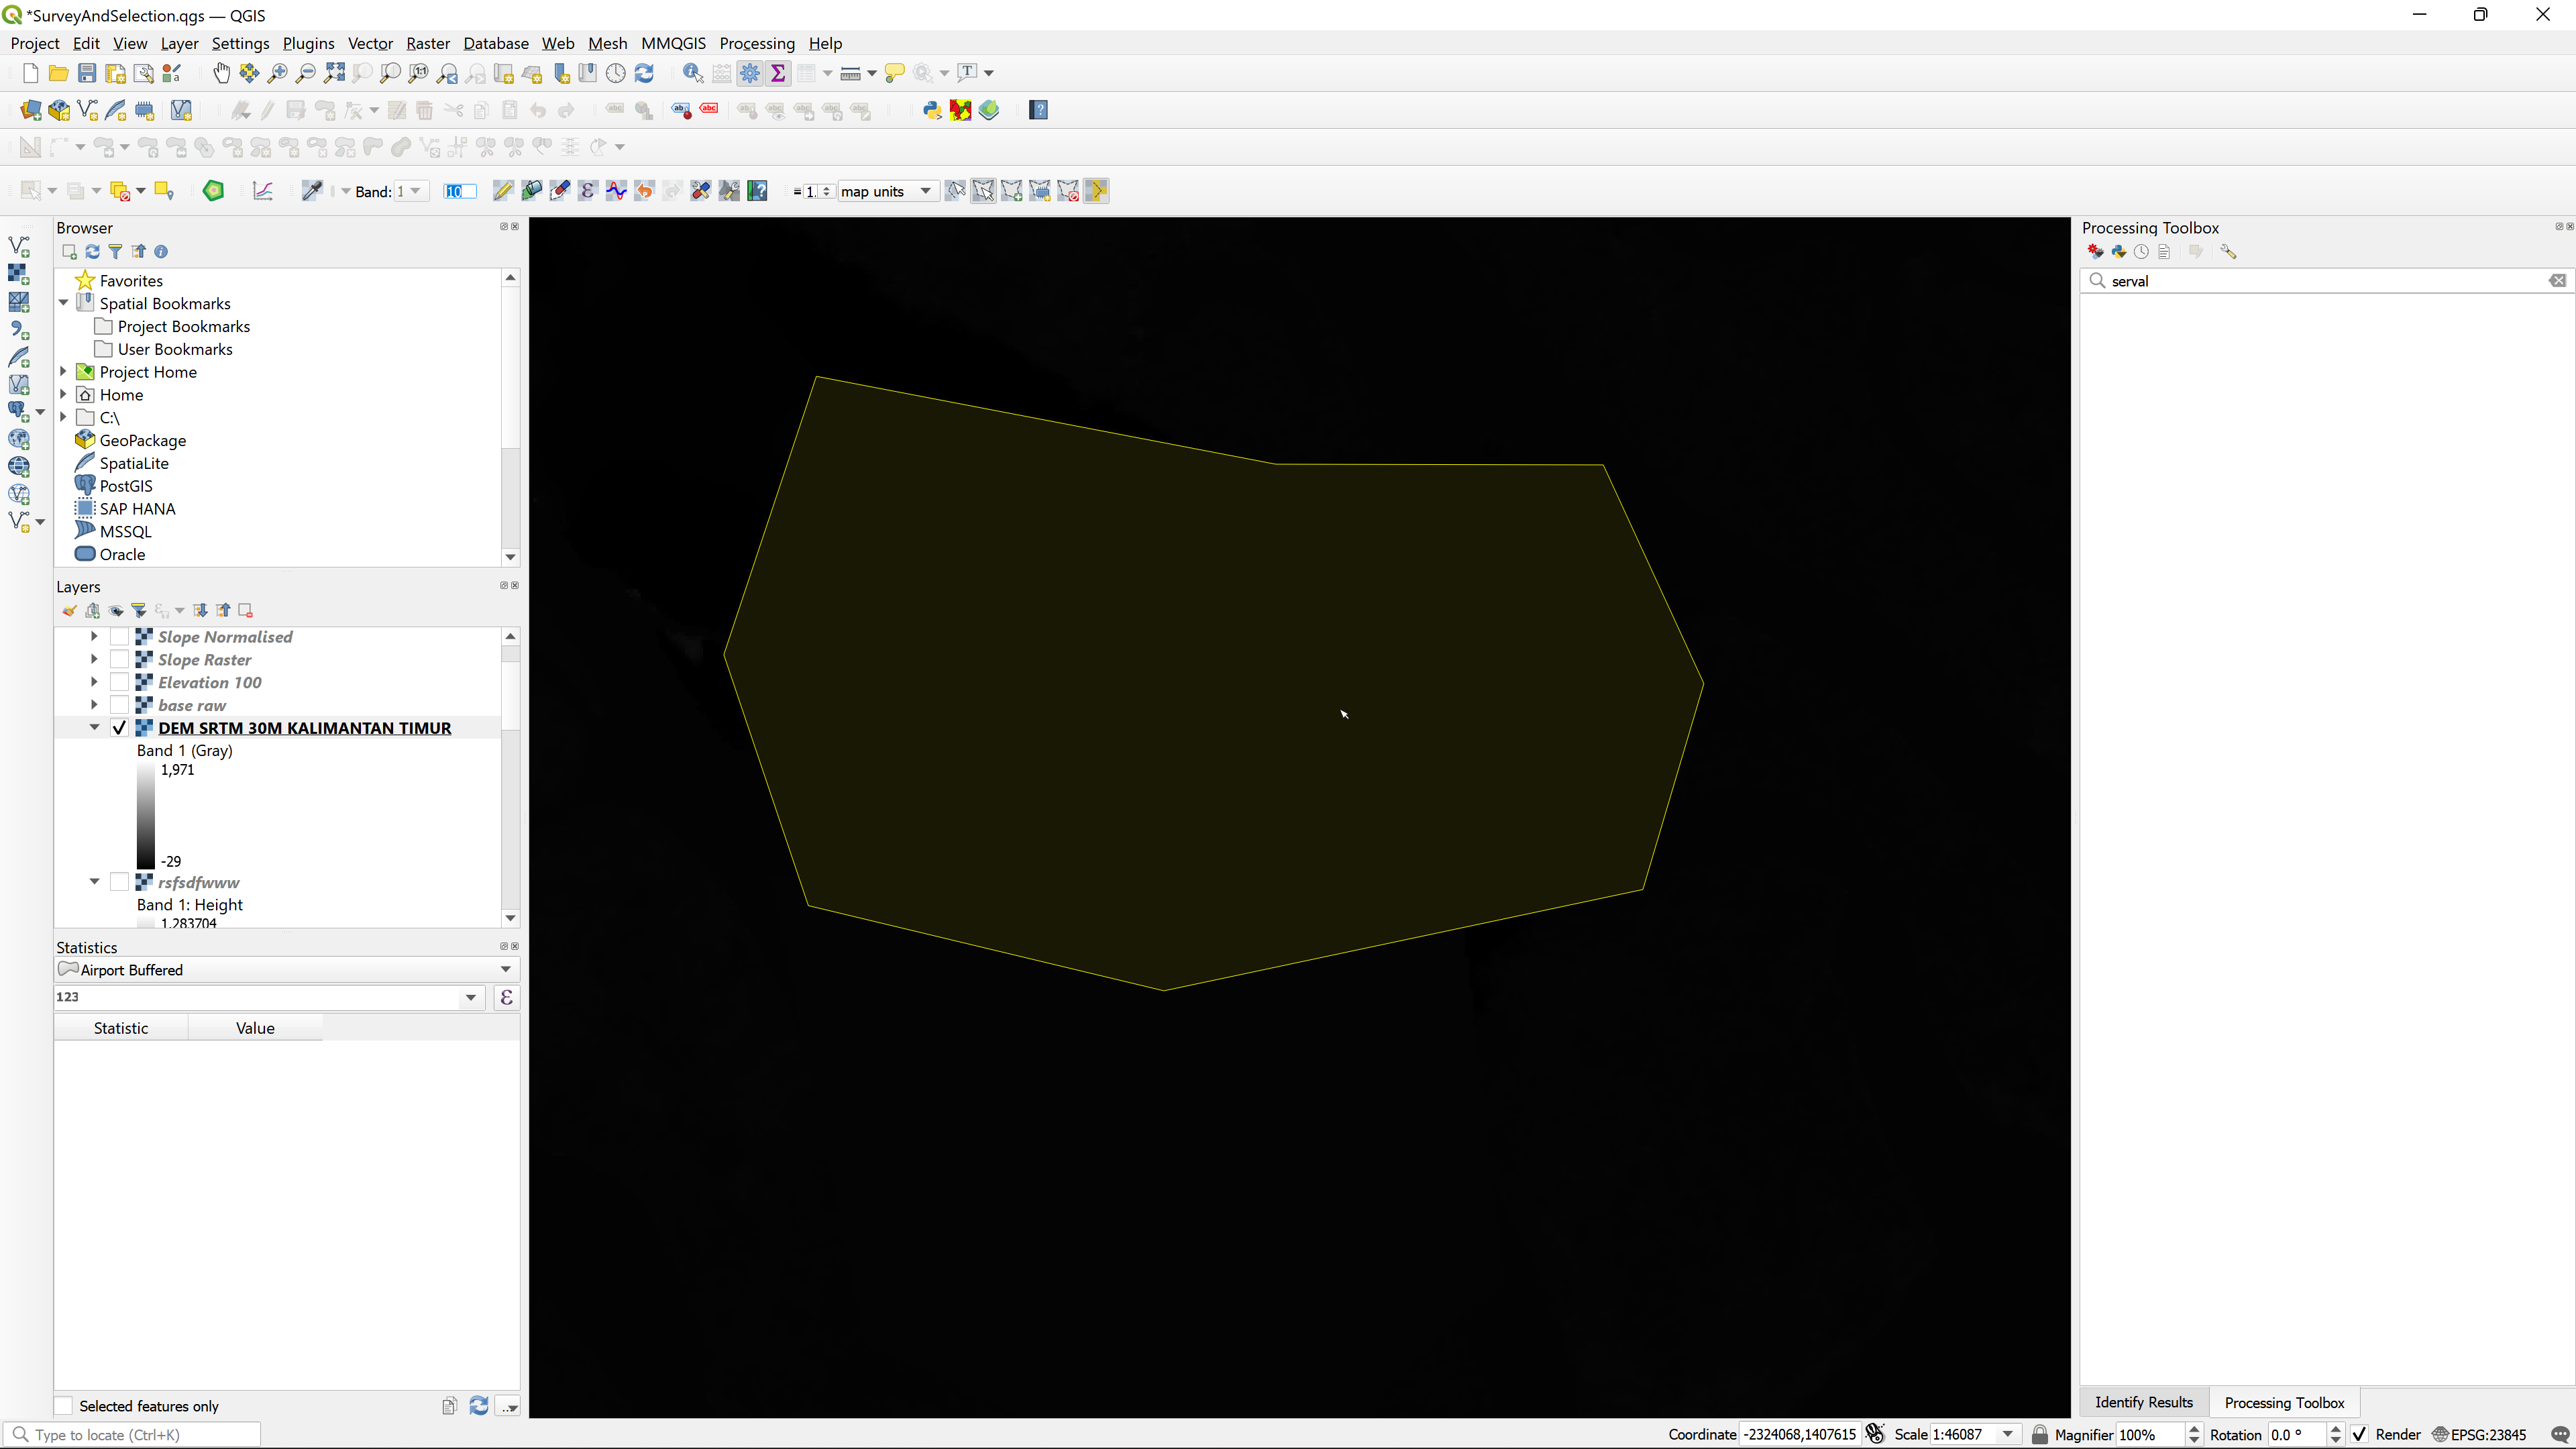 *SurveyAndSelection.qgs — QGIS
Project Edit View Layer Settings Plugins Vector Raster Database Web Mesh MMQGIS Processing Help
Band: 1 10 1. map units
Browser
Favorites
Spatial Bookmarks
Project Bookmarks
User Bookmarks
Project Home
Home
C:\
GeoPackage
SpatiaLite
PostGIS
SAP HANA
MSSQL
Oracle
Layers
Slope Normalised
Slope Raster
Elevation 100
base raw
DEM SRTM 30M KALIMANTAN TIMUR
Band 1 (Gray)
1,971
-29
rsfsdfwww
Band 1: Height
1.283704
Statistics
Airport Buffered
123 ε
Statistic Value
Selected features only
Processing Toolbox
serval
Identify Results Processing Toolbox
Type to locate (Ctrl+K) Coordinate -2324068,1407615 Scale 1:46087 Magnifier 100% Rotation 0.0 ° Render EPSG:23845